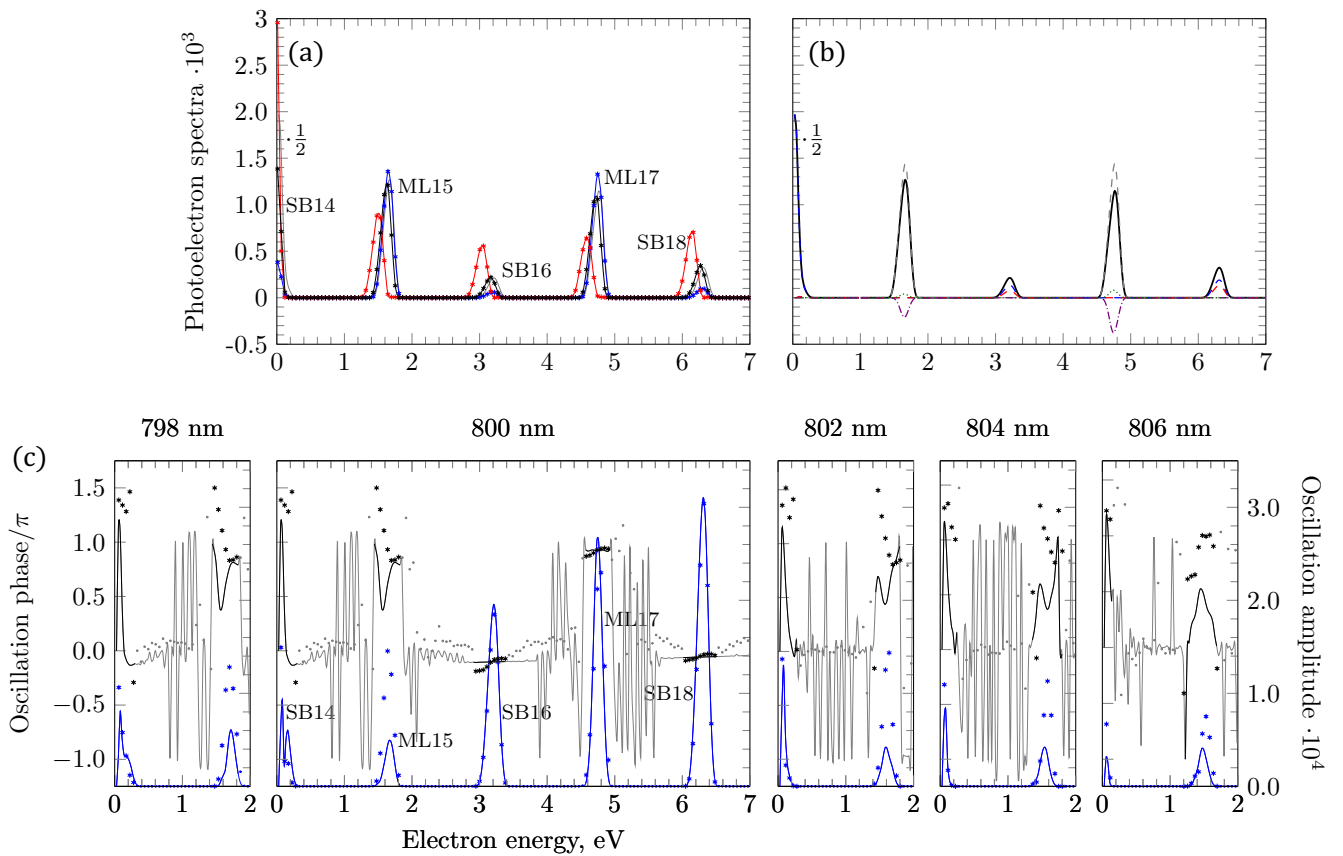 3
2.5
2.0
1.5
1.0
0.5
0
-0.5
Photoelectron spectra ·10³
(a)
·½
SB14
ML15
SB16
ML17
SB18
0 1 2 3 4 5 6 7
(b)
·½
0 1 2 3 4 5 6 7
798 nm 800 nm 802 nm 804 nm 806 nm
(c)
1.5
1.0
0.5
0.0
−0.5
−1.0
Oscillation phase/π
SB14
ML15
SB16
ML17
SB18
3.0
2.0
1.0
0.0
Oscillation amplitude ·10⁴
0 1 2 0 1 2 3 4 5 6 7 0 1 2 0 1 2 0 1 2
Electron energy, eV